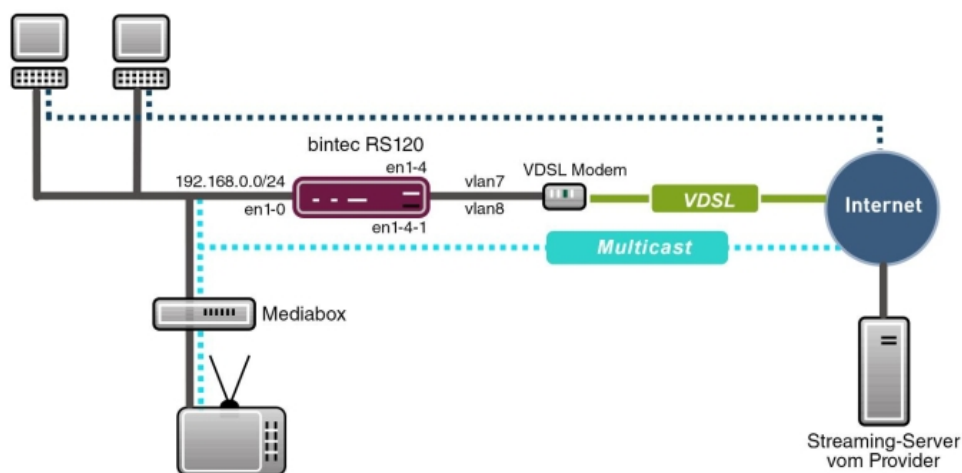 bintec RS120
en1-4
192.168.0.0/24
en1-0
en1-4-1
vlan7
vlan8
VDSL Modem
VDSL
Internet
Multicast
Mediabox
Streaming-Server
vom Provider